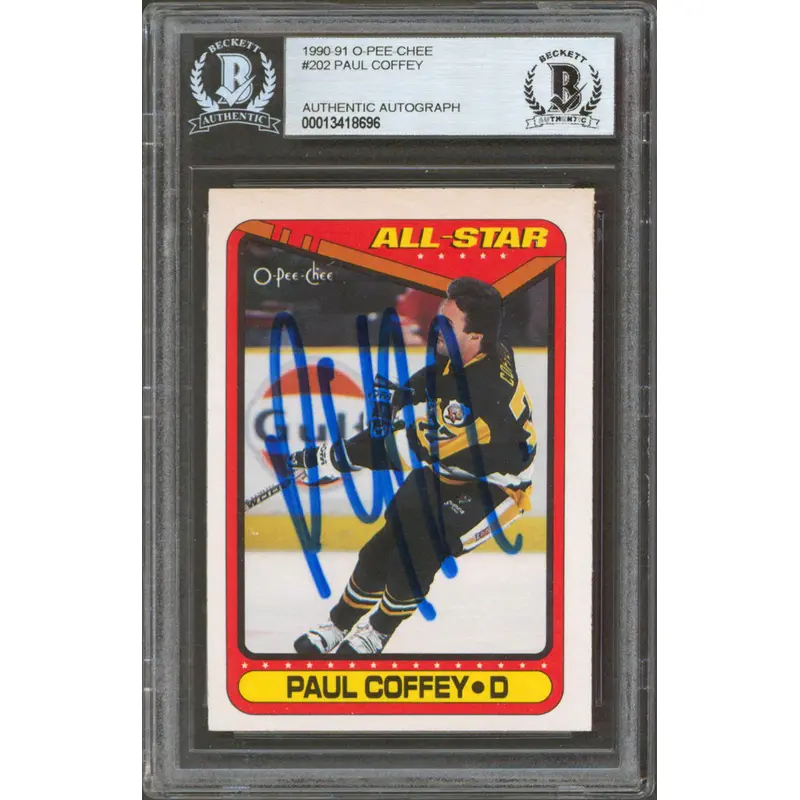 BECKETT
B
AUTHENTIC
1990-91 O-PEE-CHEE
#202 PAUL COFFEY
AUTHENTIC AUTOGRAPH
00013418696
BECKETT
B
AUTHENTIC
ALL-STAR
O-Pee-Chee
Gulf
PAUL COFFEY • D